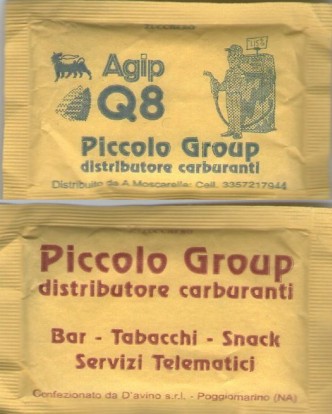 Agip
Q8
Piccolo Group
distributore carburanti
Distribuito da A.Moscarella: Cell. 3357217944
Piccolo Group
distributore carburanti
Bar - Tabacchi - Snack
Servizi Telematici
Confezionato da D'avino s.r.l. - Poggiomarino (NA)